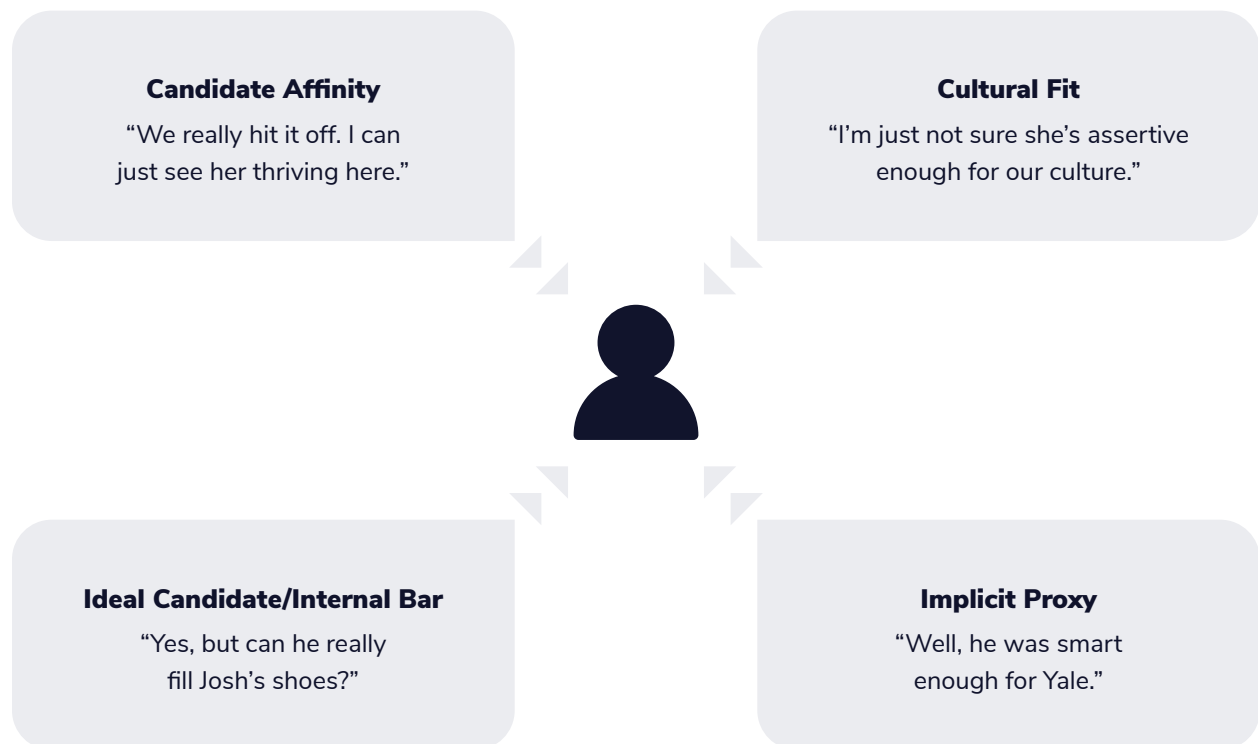 Candidate Affinity
“We really hit it off. I can
just see her thriving here.”
Cultural Fit
“I’m just not sure she’s assertive
enough for our culture.”
Ideal Candidate/Internal Bar
“Yes, but can he really
fill Josh’s shoes?”
Implicit Proxy
“Well, he was smart
enough for Yale.”